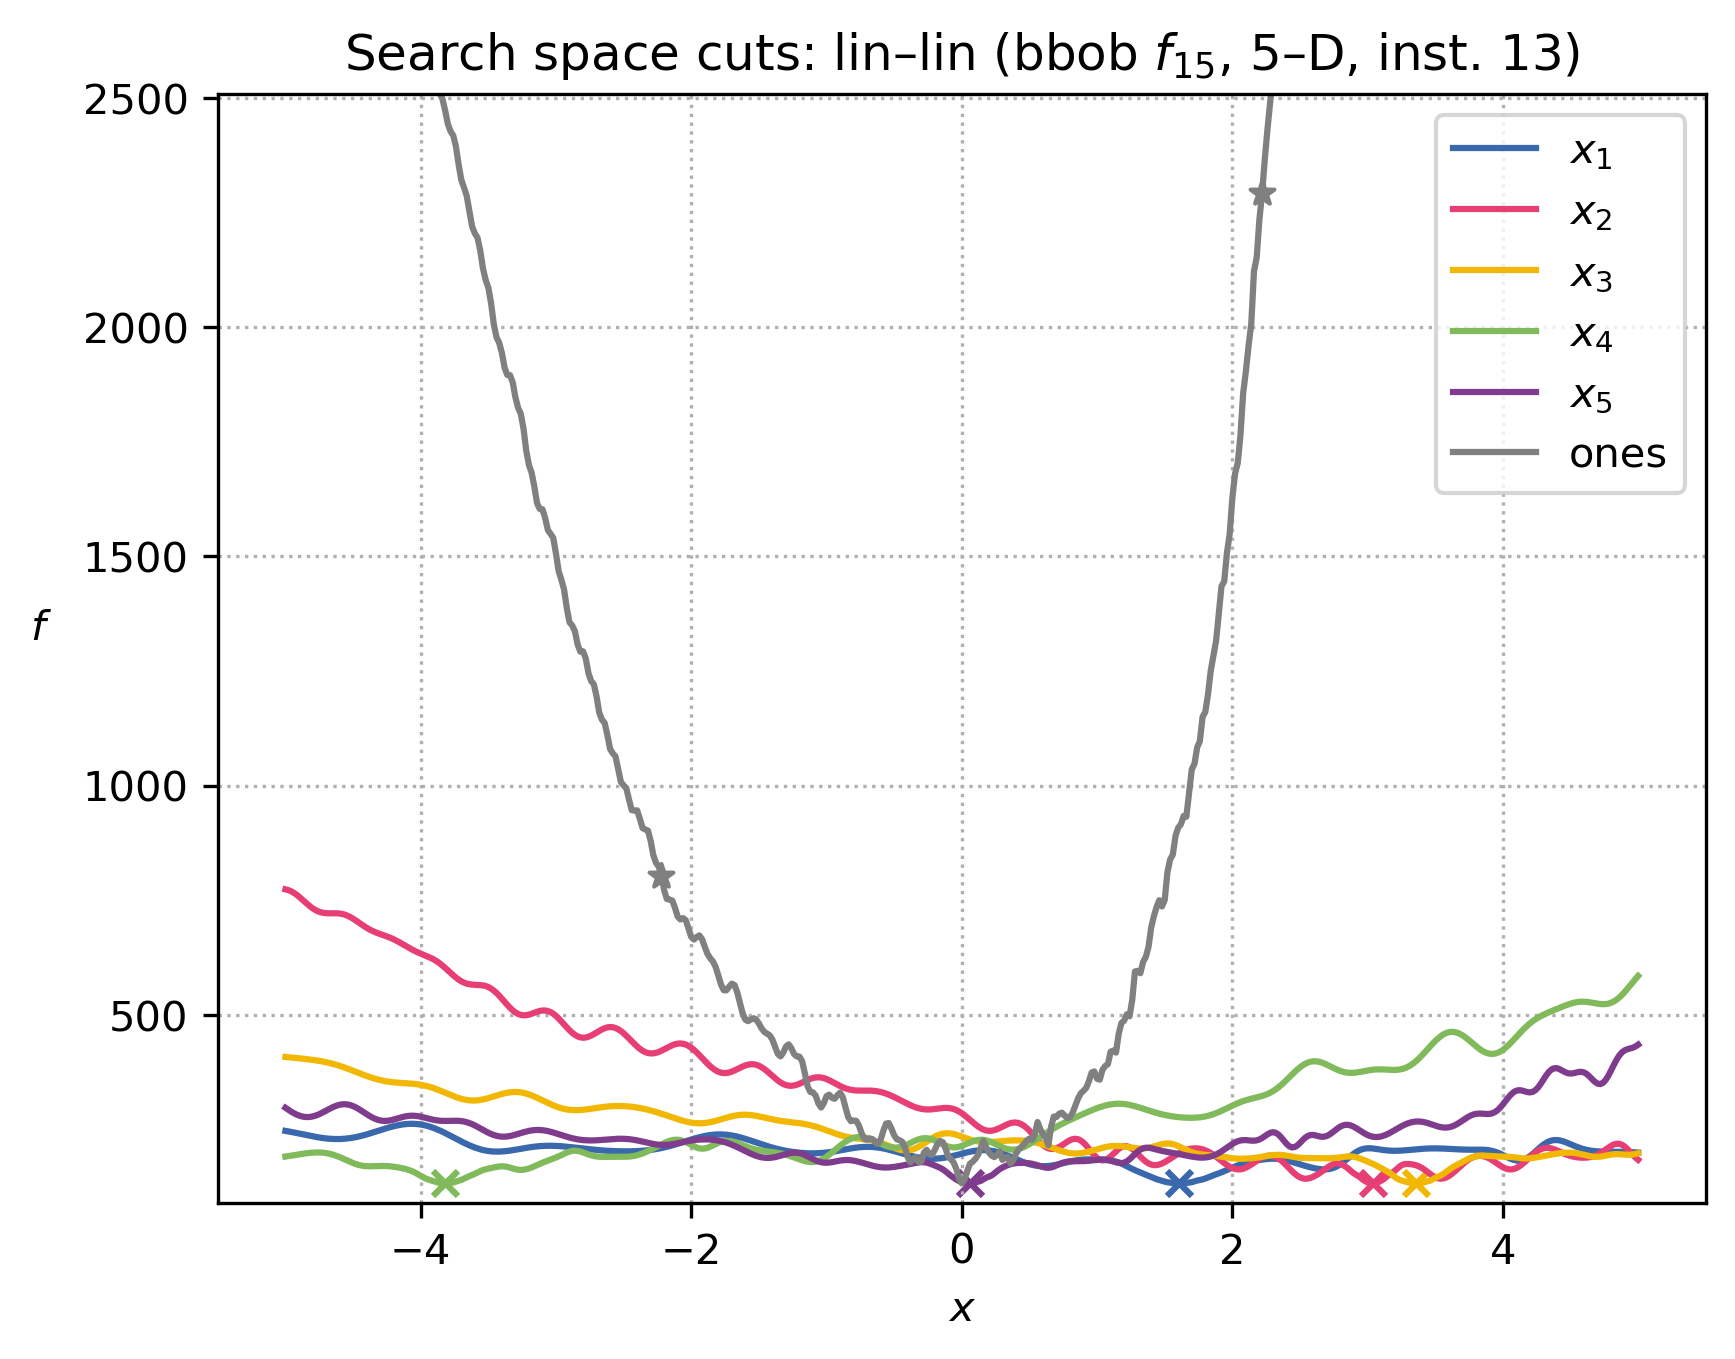 Search space cuts: lin–lin (bbob f15, 5–D, inst. 13)
2500
2000
1500
1000
500
f
−4
−2
0
2
4
x
x1
x2
x3
x4
x5
ones